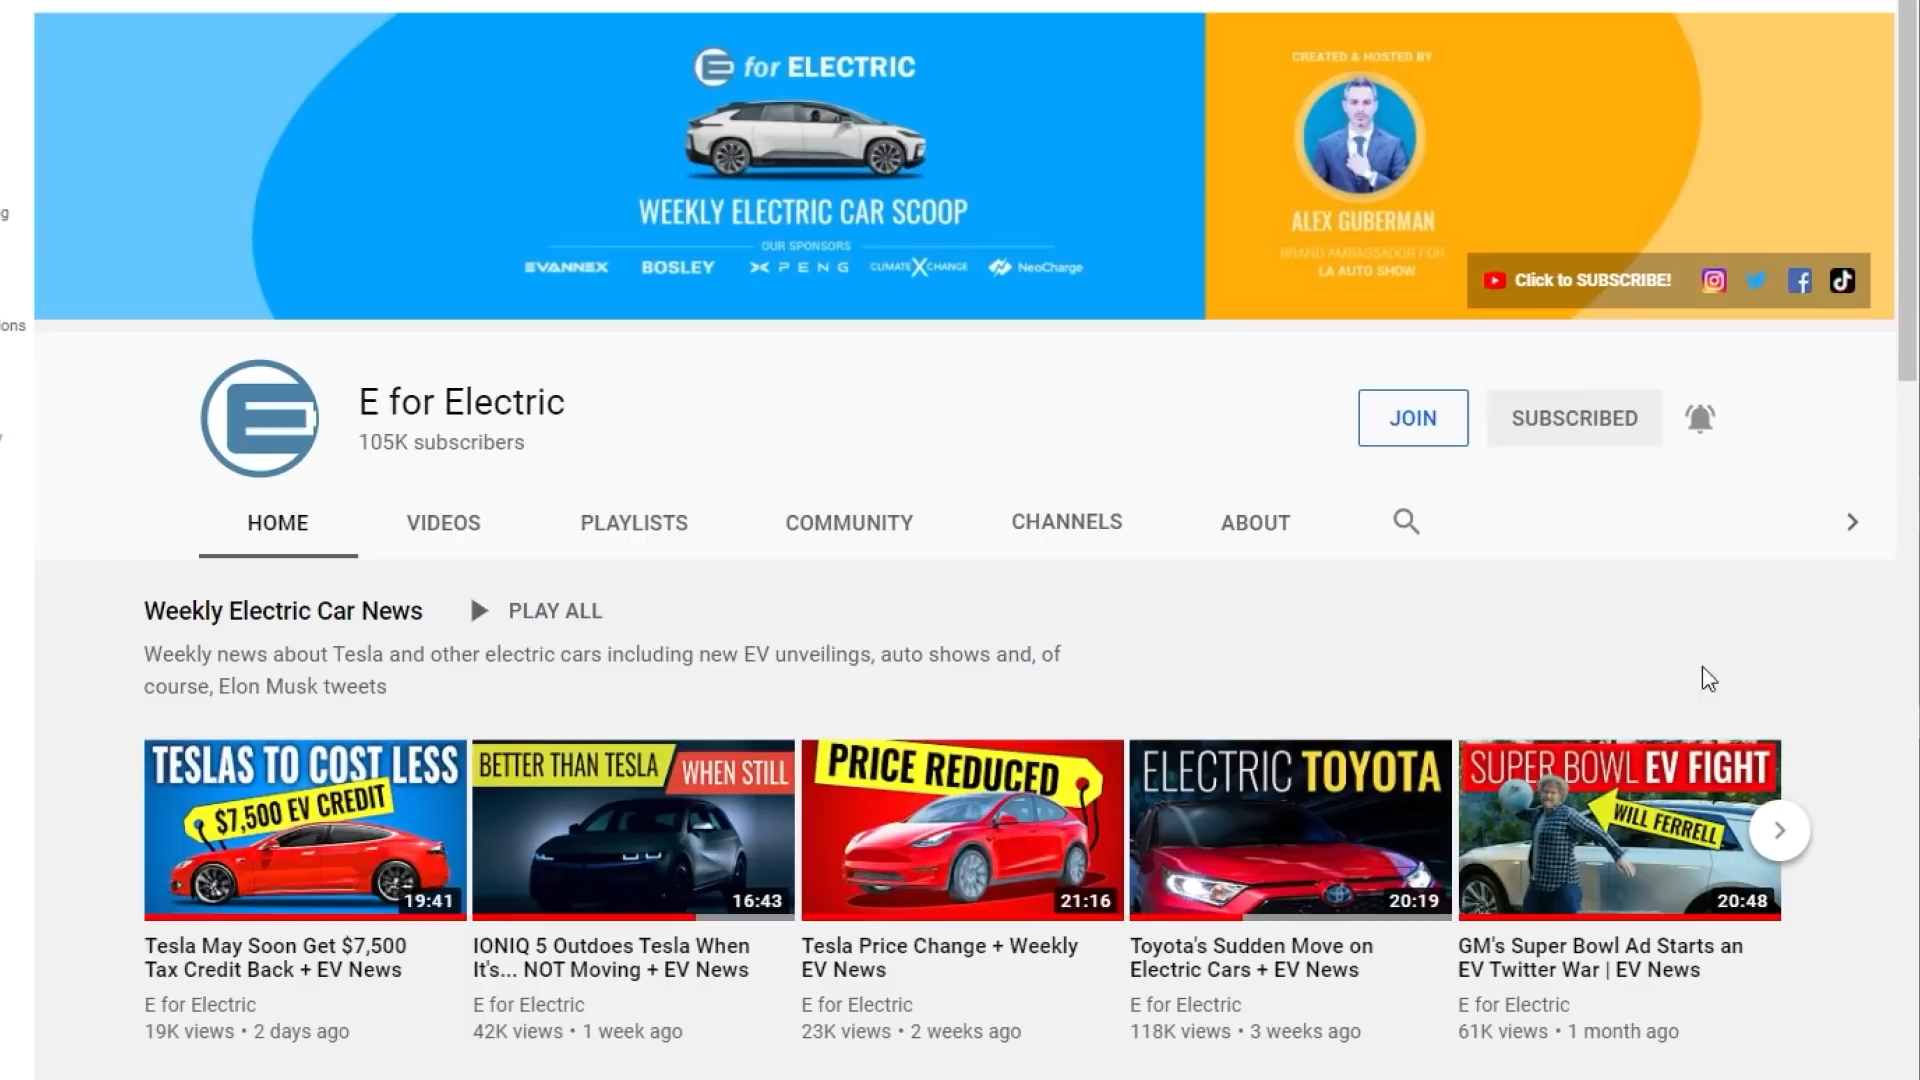 for ELECTRIC
WEEKLY ELECTRIC CAR SCOOP
OUR SPONSORS
EVANNEX BOSLEY XPENG CLIMATEXCHANGE NeoCharge
CREATED & HOSTED BY
ALEX GUBERMAN
BRAND AMBASSADOR FOR
LA AUTO SHOW
Click to SUBSCRIBE!
g
ions
E for Electric
105K subscribers
JOIN
SUBSCRIBED
HOME VIDEOS PLAYLISTS COMMUNITY CHANNELS ABOUT
Weekly Electric Car News
PLAY ALL
Weekly news about Tesla and other electric cars including new EV unveilings, auto shows and, of
course, Elon Musk tweets
TESLAS TO COST LESS
$7,500 EV CREDIT
19:41
Tesla May Soon Get $7,500
Tax Credit Back + EV News
E for Electric
19K views • 2 days ago
BETTER THAN TESLA
WHEN STILL
16:43
IONIQ 5 Outdoes Tesla When
It's... NOT Moving + EV News
E for Electric
42K views • 1 week ago
PRICE REDUCED
21:16
Tesla Price Change + Weekly
EV News
E for Electric
23K views • 2 weeks ago
ELECTRIC TOYOTA
20:19
Toyota's Sudden Move on
Electric Cars + EV News
E for Electric
118K views • 3 weeks ago
SUPER BOWL EV FIGHT
WILL FERRELL
20:48
GM's Super Bowl Ad Starts an
EV Twitter War | EV News
E for Electric
61K views • 1 month ago